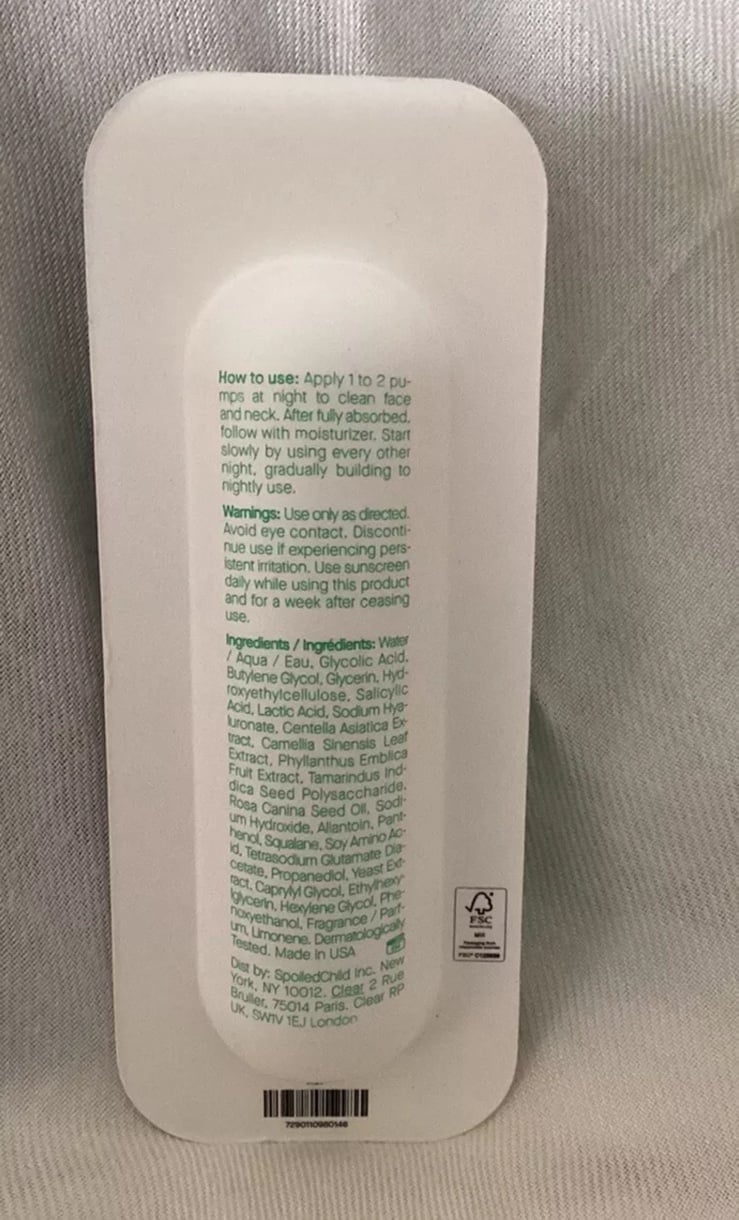 How to use: Apply 1 to 2 pu-
mps at night to clean face
and neck. After fully absorbed,
follow with moisturizer. Start
slowly by using every other
night, gradually building to
nightly use.
Warnings: Use only as directed.
Avoid eye contact. Disconti-
nue use if experiencing pers-
istent irritation. Use sunscreen
daily while using this product
and for a week after ceasing
use.
Ingredients / Ingrédients: Water
/ Aqua / Eau, Glycolic Acid,
Butylene Glycol, Glycerin, Hyd-
roxyethylcellulose, Salicylic
Acid, Lactic Acid, Sodium Hya-
luronate, Centella Asiatica Ex-
tract, Camellia Sinensis Leaf
Extract, Phyllanthus Emblica
Fruit Extract, Tamarindus Ind-
dica Seed Polysaccharide,
Rosa Canina Seed Oil, Sodi-
um Hydroxide, Allantoin, Pant-
henol, Squalane, Soy Amino Ac-
id, Tetrasodium Glutamate Dia-
cetate, Propanediol, Yeast Ext-
ract, Caprylyl Glycol, Ethylhexy-
lglycerin, Hexylene Glycol, Phe-
noxyethanol, Fragrance / Parf-
um, Limonene. Dermatologically
Tested. Made in USA
Dist by: SpoiledChild Inc. New
York, NY 10012. Clear 2 Rue
Bruller, 75014 Paris. Clear RP
UK, SW1V 1EJ London
FSC
MIX
Packaging from
responsible sources
7290110980146